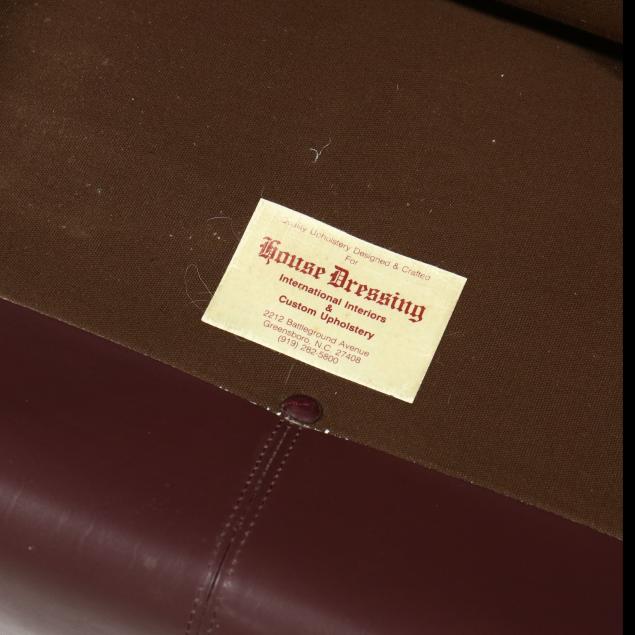 Quality Upholstery Designed & Crafted
For
House Dressing
International Interiors
&
Custom Upholstery
2212 Battleground Avenue
Greensboro, N.C. 27408
(919) 282-5800